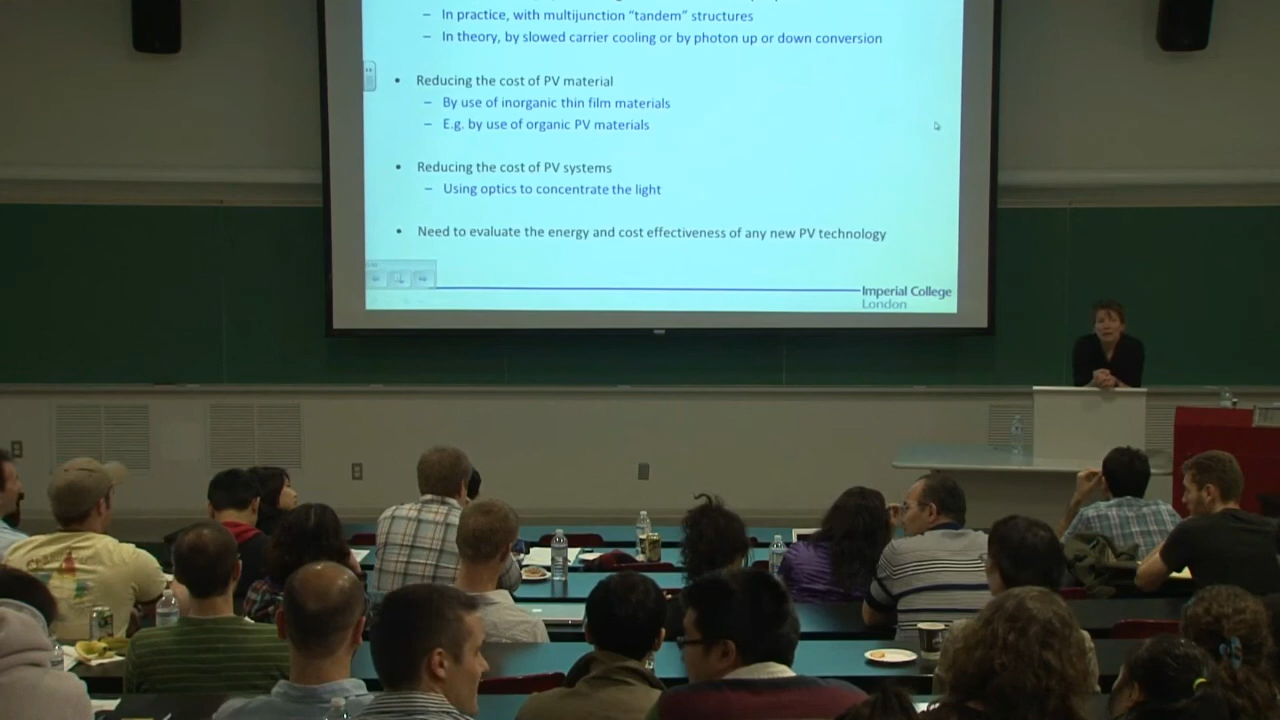 – In practice, with multijunction “tandem” structures
– In theory, by slowed carrier cooling or by photon up or down conversion
• Reducing the cost of PV material
– By use of inorganic thin film materials
– E.g. by use of organic PV materials
• Reducing the cost of PV systems
– Using optics to concentrate the light
• Need to evaluate the energy and cost effectiveness of any new PV technology
Imperial College
London